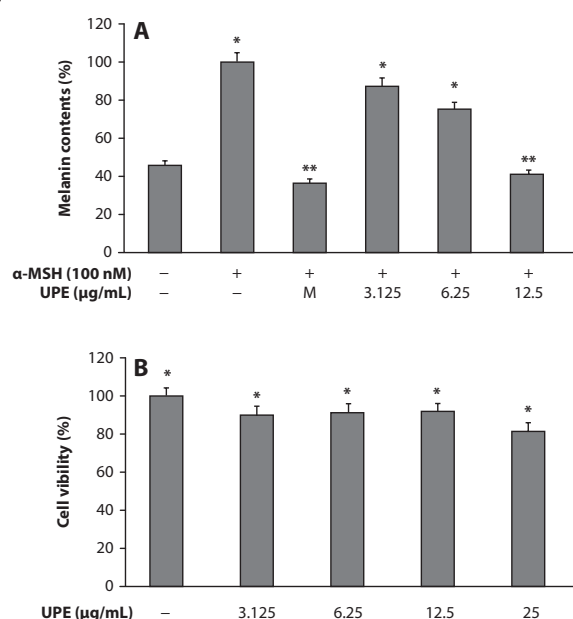 A
Melanin contents (%)
120
100
80
60
40
20
0
* ** * * **
α-MSH (100 nM) – + + + + +
UPE (µg/mL) – – M 3.125 6.25 12.5
B
Cell vibility (%)
120
100
80
60
40
20
0
* * * * *
UPE (µg/mL) – 3.125 6.25 12.5 25